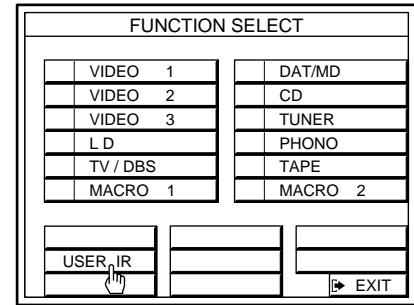 FUNCTION SELECT
VIDEO 1
DAT/MD
VIDEO 2
CD
VIDEO 3
TUNER
L D
PHONO
TV / DBS
TAPE
MACRO 1
MACRO 2
USER IR
EXIT